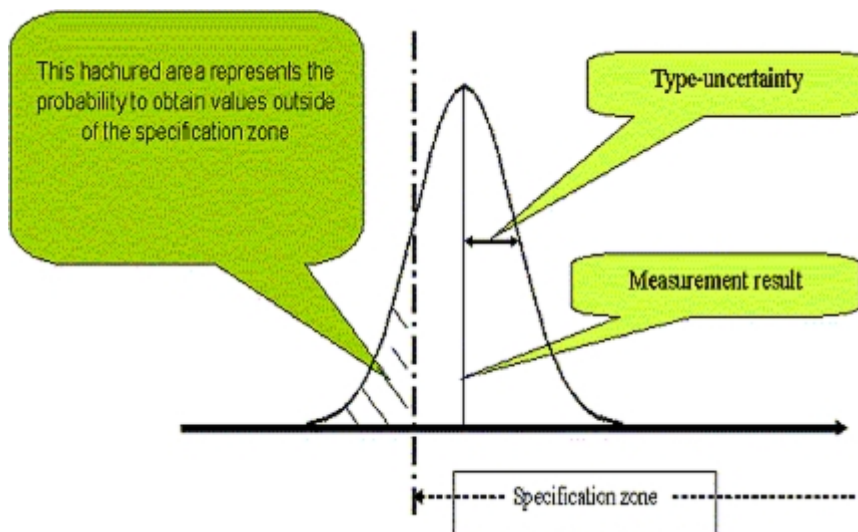 This hachured area represents the
probability to obtain values outside
of the specification zone
Type-uncertainty
Measurement result
Specification zone